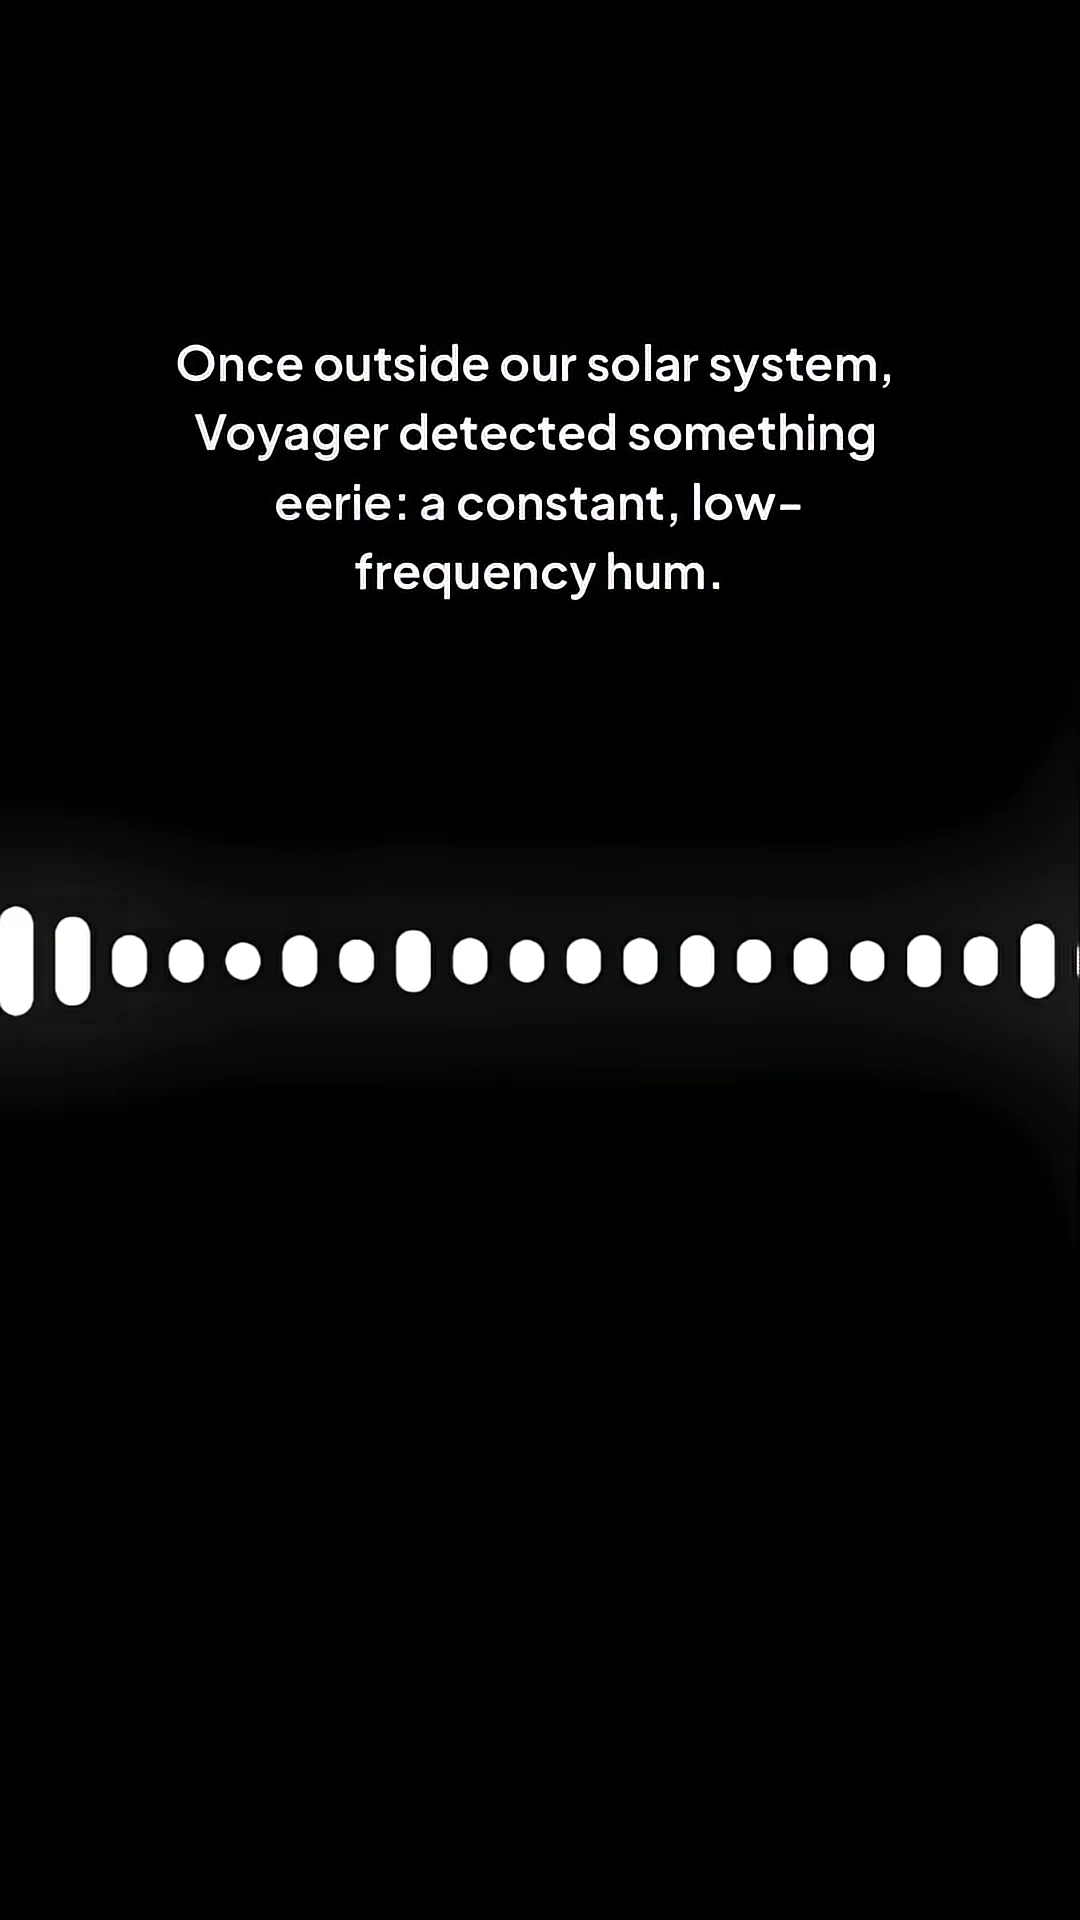 Once outside our solar system,
Voyager detected something
eerie: a constant, low-
frequency hum.